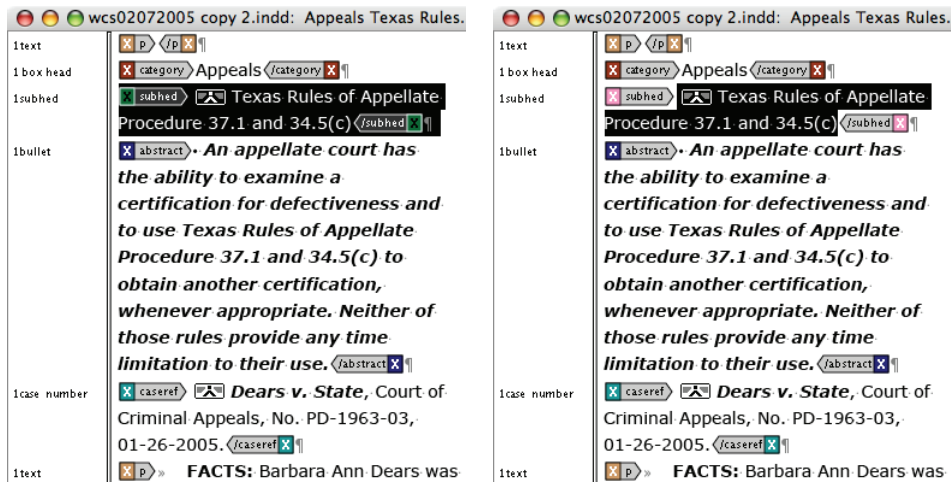 wcs02072005 copy 2.indd: Appeals Texas Rules.
1text X p /p X ¶
1 box head X category Appeals /category X ¶
1subhed X subhed Texas Rules of Appellate
Procedure 37.1 and 34.5(c) /subhed X ¶
1bullet X abstract • An appellate court has
the ability to examine a
certification for defectiveness and
to use Texas Rules of Appellate
Procedure 37.1 and 34.5(c) to
obtain another certification,
whenever appropriate. Neither of
those rules provide any time
limitation to their use. /abstract X ¶
1case number X caseref Dears v. State, Court of
Criminal Appeals, No. PD-1963-03,
01-26-2005. /caseref X ¶
1text X p » FACTS: Barbara Ann Dears was
wcs02072005 copy 2.indd: Appeals Texas Rules.
1text X p /p X ¶
1 box head X category Appeals /category X ¶
1subhed X subhed Texas Rules of Appellate
Procedure 37.1 and 34.5(c) /subhed X ¶
1bullet X abstract • An appellate court has
the ability to examine a
certification for defectiveness and
to use Texas Rules of Appellate
Procedure 37.1 and 34.5(c) to
obtain another certification,
whenever appropriate. Neither of
those rules provide any time
limitation to their use. /abstract X ¶
1case number X caseref Dears v. State, Court of
Criminal Appeals, No. PD-1963-03,
01-26-2005. /caseref X ¶
1text X p » FACTS: Barbara Ann Dears was